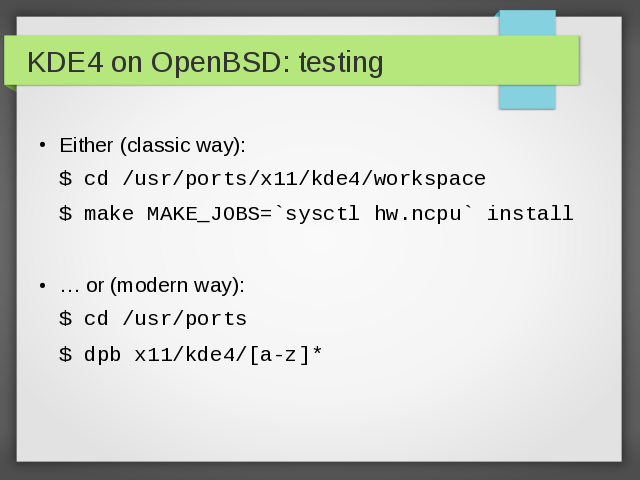 KDE4 on OpenBSD: testing
• Either (classic way):
$ cd /usr/ports/x11/kde4/workspace
$ make MAKE_JOBS=`sysctl hw.ncpu` install
• … or (modern way):
$ cd /usr/ports
$ dpb x11/kde4/[a-z]*